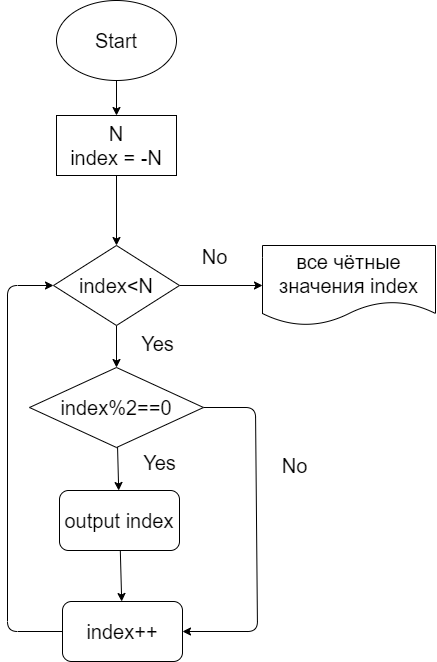 Start
N
index = -N
index<N
No
все чётные
значения index
Yes
index%2==0
Yes
No
output index
index++